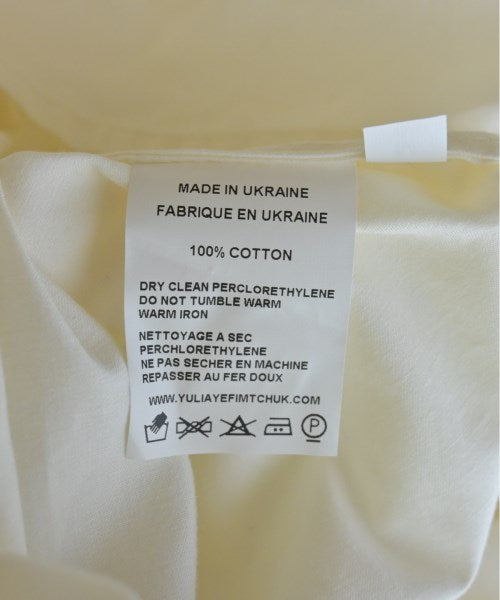 MADE IN UKRAINE
FABRIQUE EN UKRAINE
100% COTTON
DRY CLEAN PERCLORETHYLENE
DO NOT TUMBLE WARM
WARM IRON
NETTOYAGE A SEC
PERCHLORETHYLENE
NE PAS SECHER EN MACHINE
REPASSER AU FER DOUX
WWW.YULIAYEFIMTCHUK.COM
P